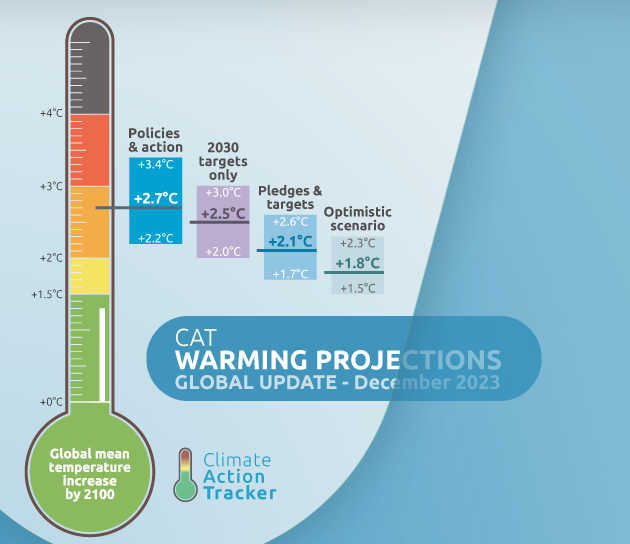 +4°C
+3°C
+2°C
+1.5°C
+0°C
Policies
& action
+3.4°C
+2.7°C
+2.2°C
2030
targets
only
+3.0°C
+2.5°C
+2.0°C
Pledges &
targets
+2.6°C
+2.1°C
+1.7°C
Optimistic
scenario
+2.3°C
+1.8°C
+1.5°C
CAT
WARMING PROJECTIONS
GLOBAL UPDATE - December 2023
Global mean
temperature
increase
by 2100
Climate
Action
Tracker